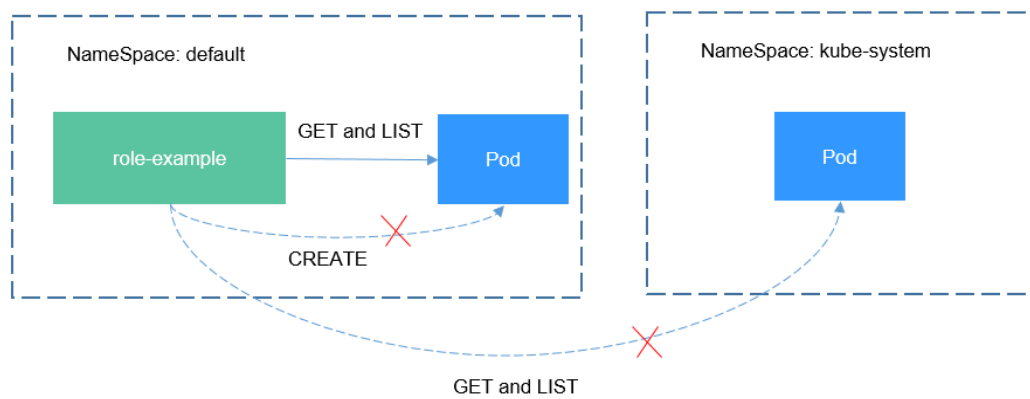 NameSpace: default
NameSpace: kube-system
role-example
GET and LIST
Pod
Pod
CREATE
GET and LIST